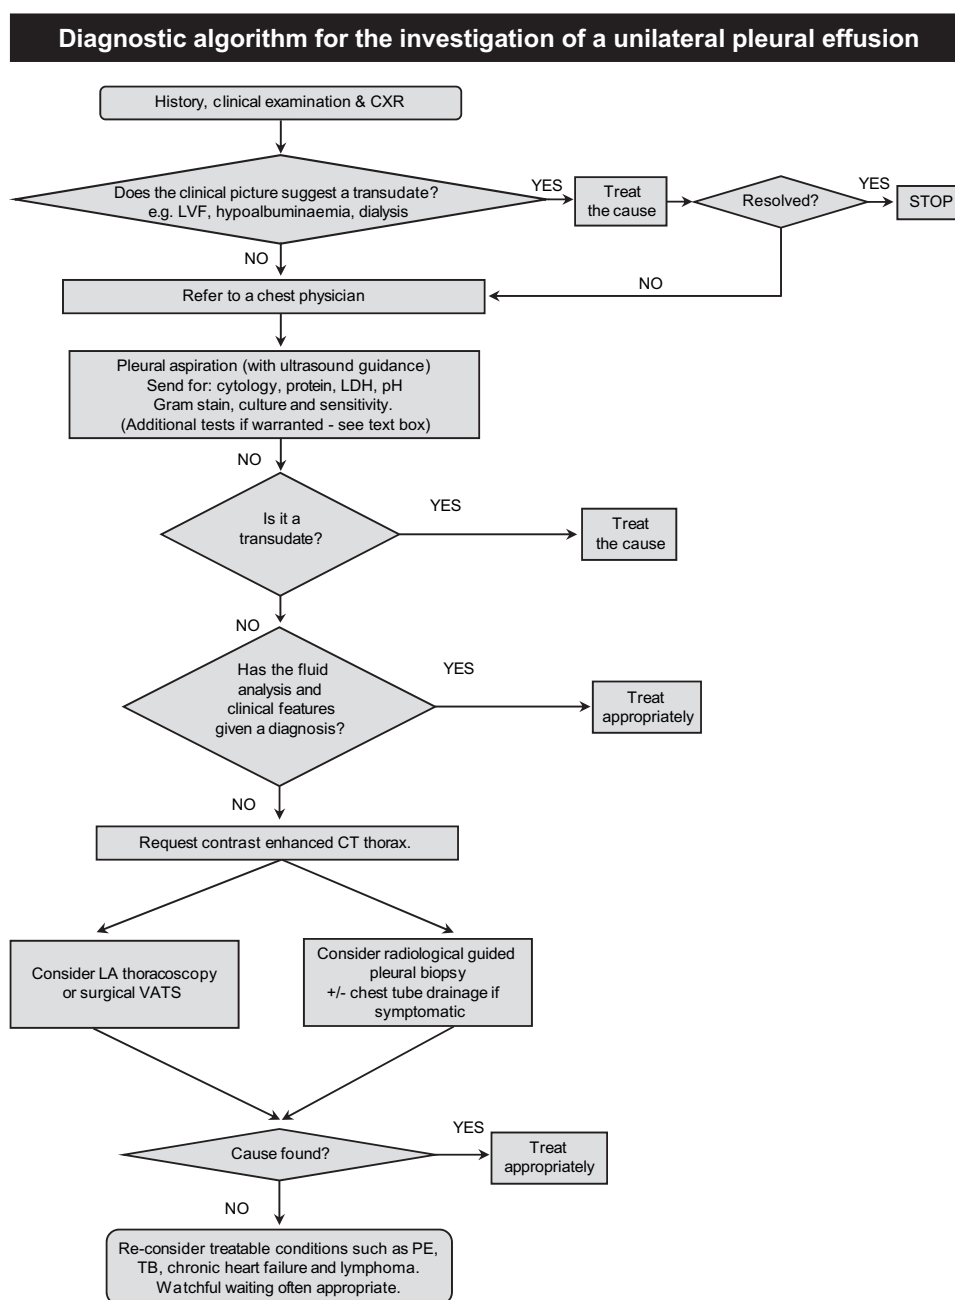 Diagnostic algorithm for the investigation of a unilateral pleural effusion
History, clinical examination & CXR
Does the clinical picture suggest a transudate?
e.g. LVF, hypoalbuminaemia, dialysis
YES
Treat
the cause
Resolved?
YES
STOP
NO
NO
Refer to a chest physician
Pleural aspiration (with ultrasound guidance)
Send for: cytology, protein, LDH, pH
Gram stain, culture and sensitivity.
(Additional tests if warranted - see text box)
NO
Is it a
transudate?
YES
Treat
the cause
NO
Has the fluid
analysis and
clinical features
given a diagnosis?
YES
Treat
appropriately
NO
Request contrast enhanced CT thorax.
Consider LA thoracoscopy
or surgical VATS
Consider radiological guided
pleural biopsy
+/- chest tube drainage if
symptomatic
Cause found?
YES
Treat
appropriately
NO
Re-consider treatable conditions such as PE,
TB, chronic heart failure and lymphoma.
Watchful waiting often appropriate.